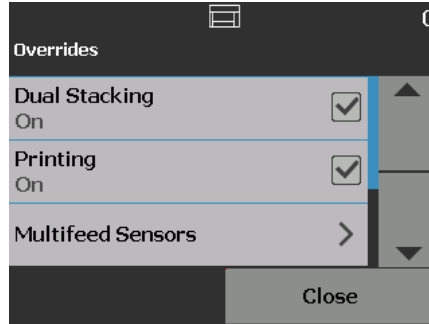 Overrides
Dual Stacking
On
Printing
On
Multifeed Sensors
Close